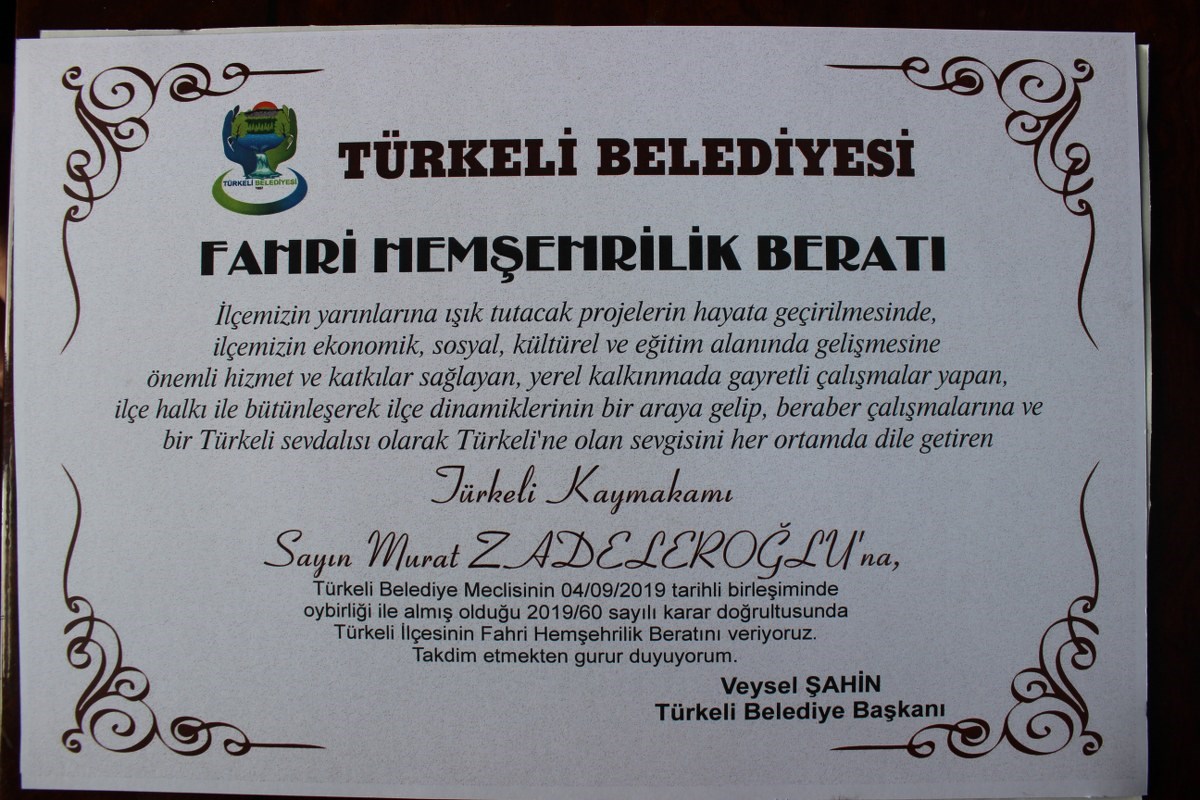 TÜRKELİ BELEDİYESİ
TÜRKELİ BELEDİYESİ
FAHRİ HEMŞEHRİLİK BERATI
İlçemizin yarınlarına ışık tutacak projelerin hayata geçirilmesinde,
ilçemizin ekonomik, sosyal, kültürel ve eğitim alanında gelişmesine
önemli hizmet ve katkılar sağlayan, yerel kalkınmada gayretli çalışmalar yapan,
ilçe halkı ile bütünleşerek ilçe dinamiklerinin bir araya gelip, beraber çalışmalarına ve
bir Türkeli sevdalısı olarak Türkeli'ne olan sevgisini her ortamda dile getiren
Türkeli Kaymakamı
Sayın Murat ZADELEROĞLU'na,
Türkeli Belediye Meclisinin 04/09/2019 tarihli birleşiminde
oybirliği ile almış olduğu 2019/60 sayılı karar doğrultusunda
Türkeli İlçesinin Fahri Hemşehrilik Beratını veriyoruz.
Takdim etmekten gurur duyuyorum.
Veysel ŞAHİN
Türkeli Belediye Başkanı